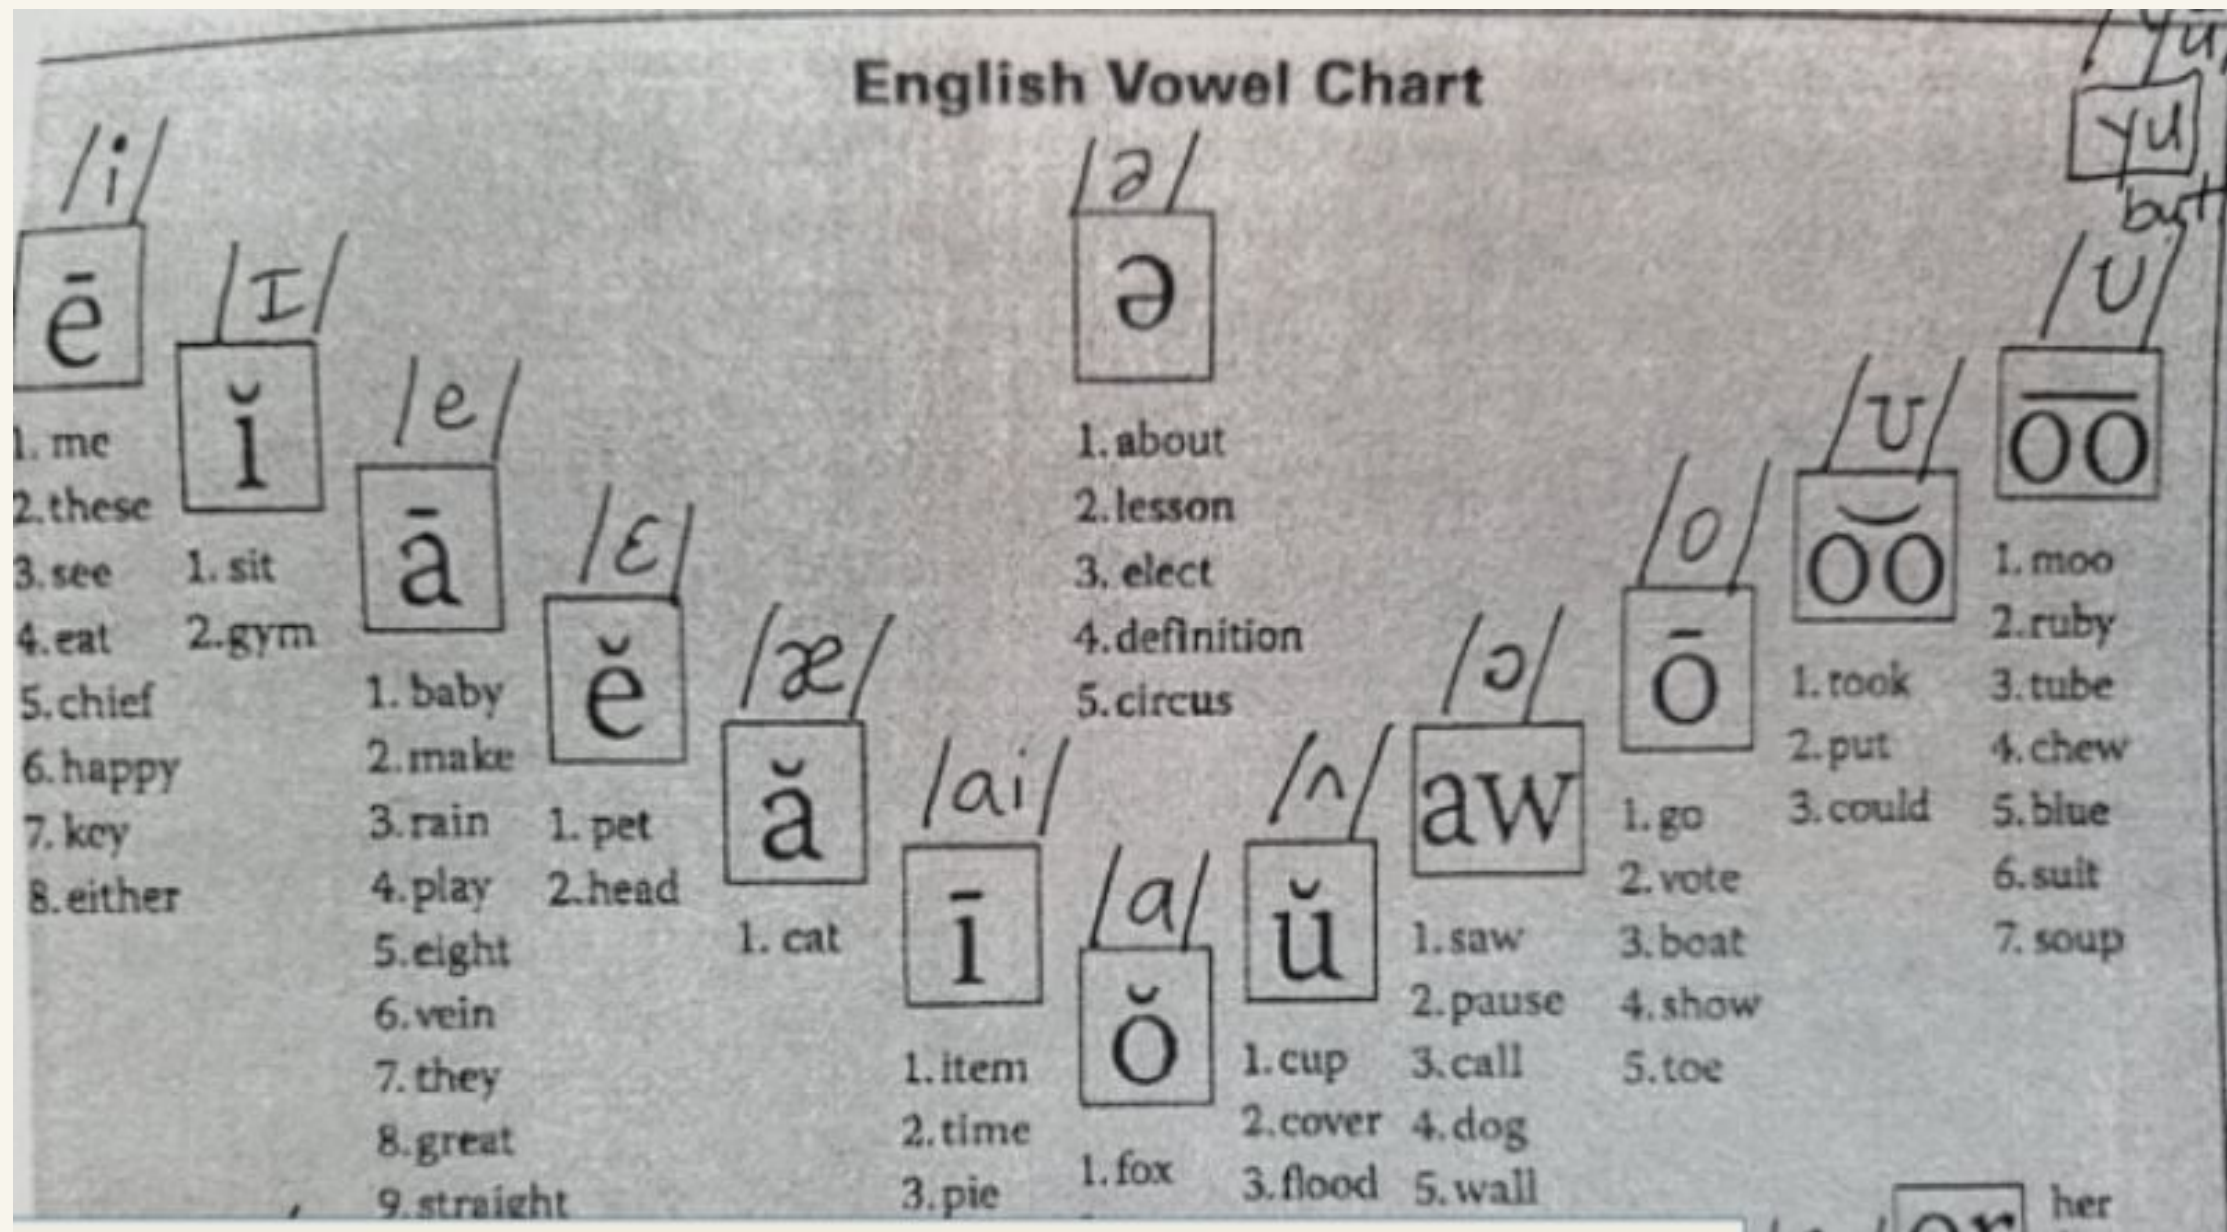 English Vowel Chart
yu
/i/
ē
1. me
2. these
3. see
4. eat
5. chief
6. happy
7. key
8. either
/ɪ/
ĭ
1. sit
2. gym
/e/
ā
1. baby
2. make
3. rain
4. play
5. eight
6. vein
7. they
8. great
9. straight
/ɛ/
ĕ
1. pet
2. head
/æ/
ă
1. cat
/ai/
ī
1. item
2. time
3. pie
/ə/
ə
1. about
2. lesson
3. elect
4. definition
5. circus
/a/
ŏ
1. fox
/ʌ/
ŭ
1. cup
2. cover
3. flood
/ɔ/
aw
1. saw
2. pause
3. call
4. dog
5. wall
/o/
ō
1. go
2. vote
3. boat
4. show
5. toe
/ʊ/
o͝o
1. took
2. put
3. could
/U/
o͞o
1. moo
2. ruby
3. tube
4. chew
5. blue
6. suit
7. soup
her